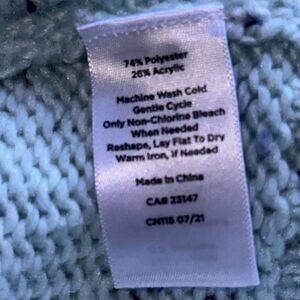 74% Polyester
26% Acrylic
Machine Wash Cold
Gentle Cycle
Only Non-Chlorine Bleach
When Needed
Reshape, Lay Flat To Dry
Warm Iron, if Needed
Made in China
CA# 23147
CN115 07/21